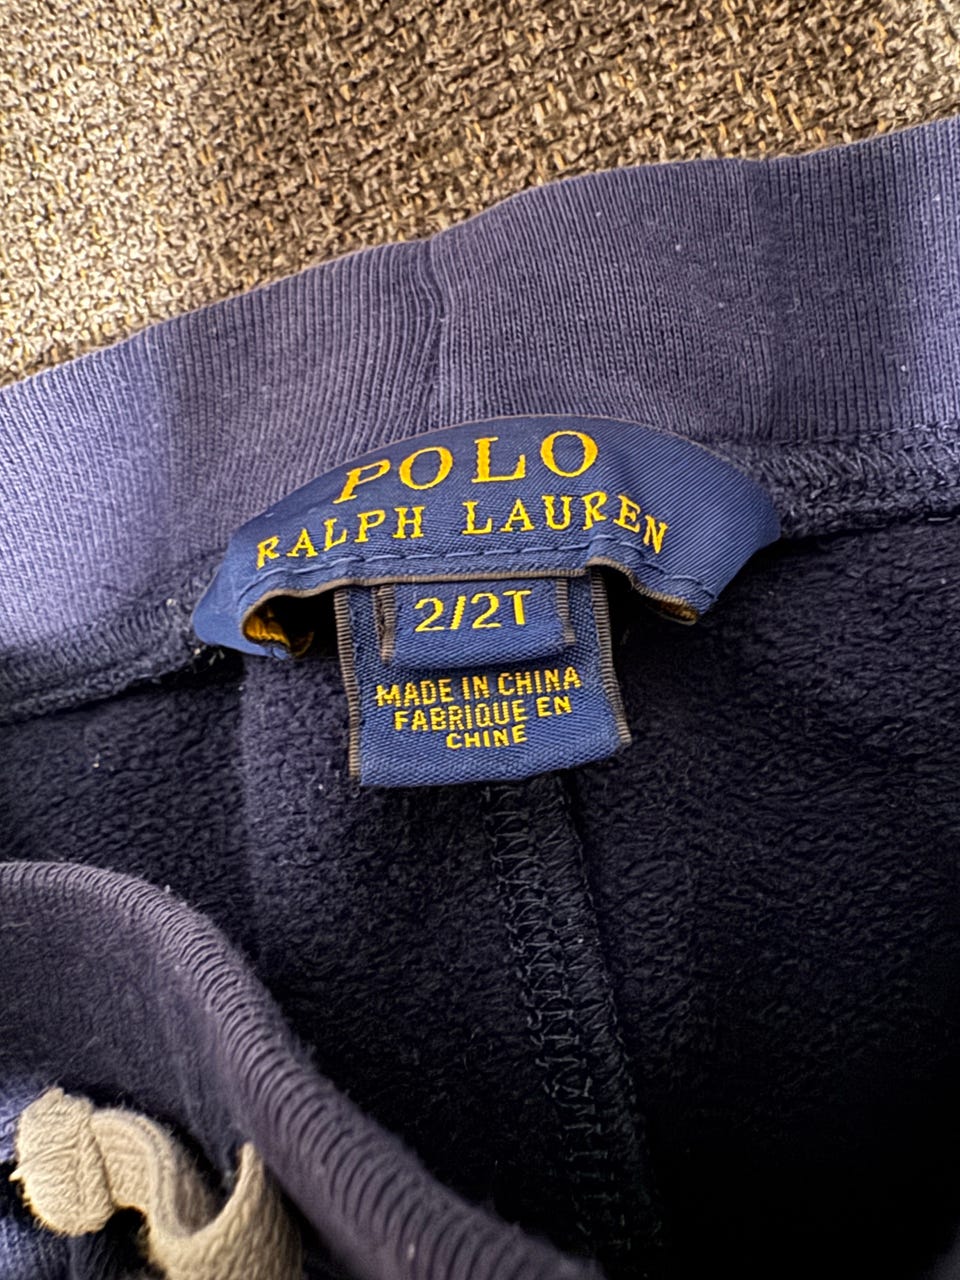 POLO
RALPH LAUREN
2/2T
MADE IN CHINA
FABRIQUE EN
CHINE